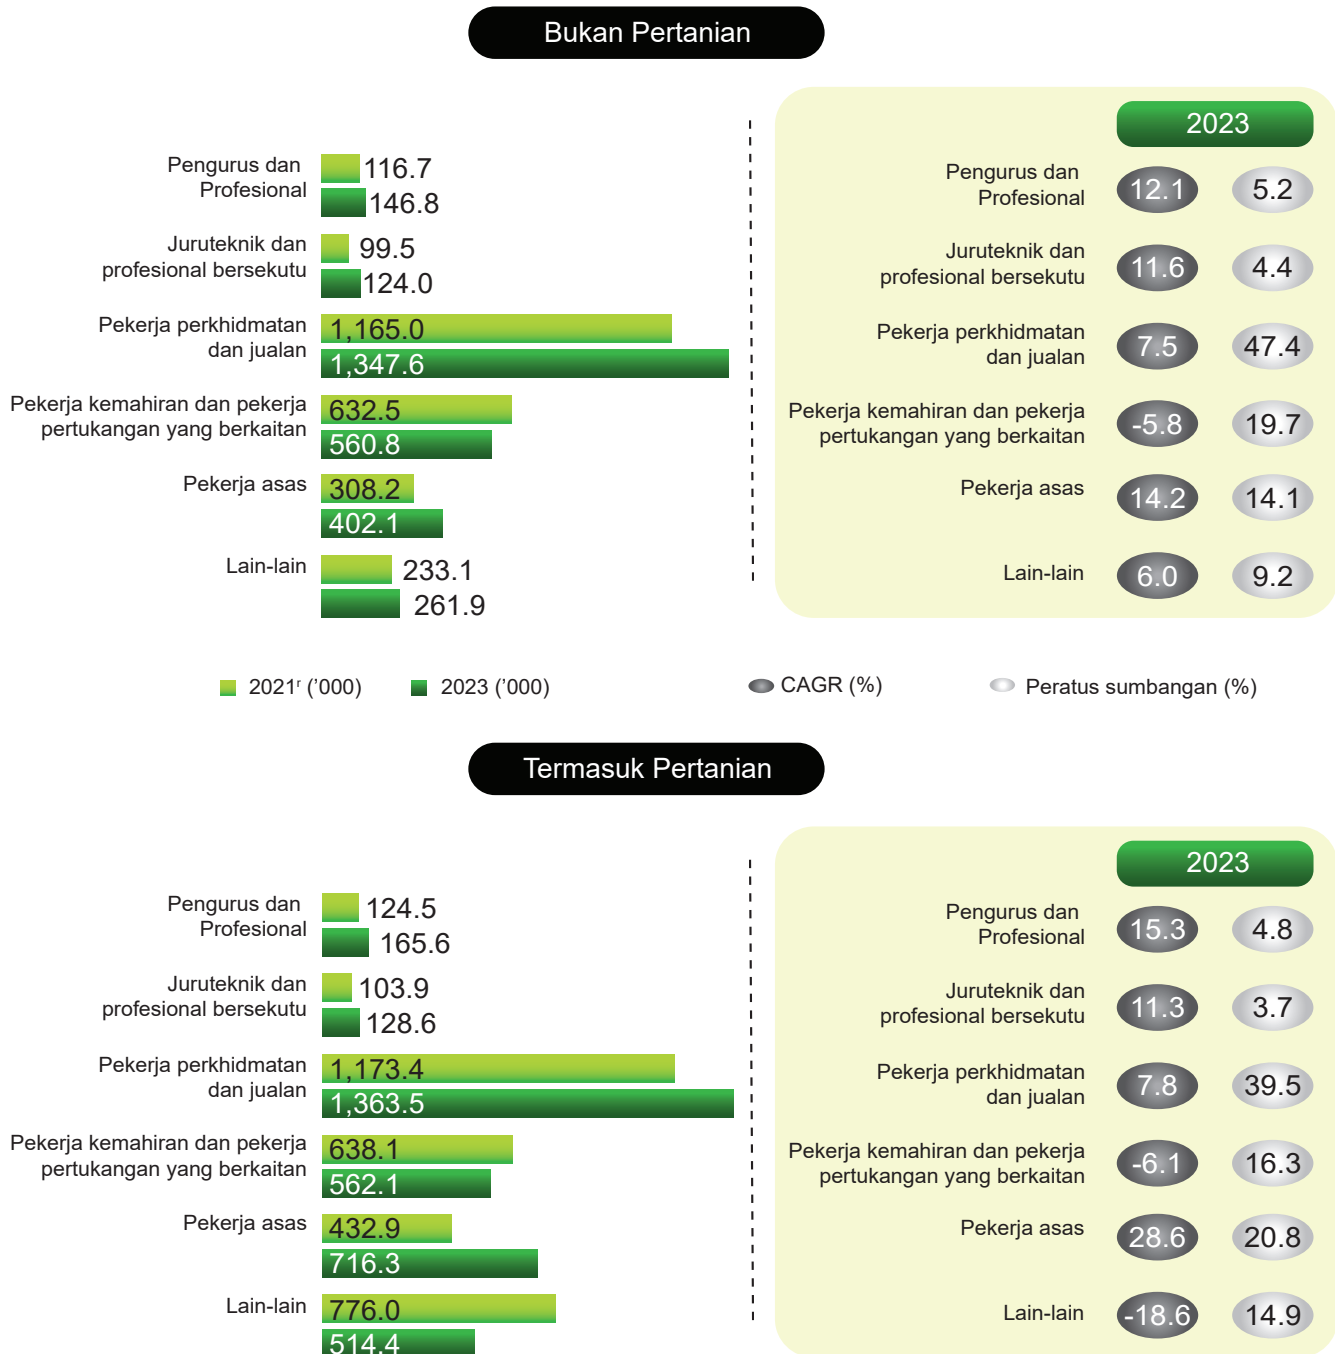 Bukan Pertanian
Pengurus dan
Profesional
116.7
146.8
Juruteknik dan
profesional bersekutu
99.5
124.0
Pekerja perkhidmatan
dan jualan
1,165.0
1,347.6
Pekerja kemahiran dan pekerja
pertukangan yang berkaitan
632.5
560.8
Pekerja asas
308.2
402.1
Lain-lain
233.1
261.9
2023
Pengurus dan
Profesional
12.1 5.2
Juruteknik dan
profesional bersekutu
11.6 4.4
Pekerja perkhidmatan
dan jualan
7.5 47.4
Pekerja kemahiran dan pekerja
pertukangan yang berkaitan
-5.8 19.7
Pekerja asas
14.2 14.1
Lain-lain
6.0 9.2
2021ʳ (’000) 2023 (’000) CAGR (%) Peratus sumbangan (%)
Termasuk Pertanian
Pengurus dan
Profesional
124.5
165.6
Juruteknik dan
profesional bersekutu
103.9
128.6
Pekerja perkhidmatan
dan jualan
1,173.4
1,363.5
Pekerja kemahiran dan pekerja
pertukangan yang berkaitan
638.1
562.1
Pekerja asas
432.9
716.3
Lain-lain
776.0
514.4
2023
Pengurus dan
Profesional
15.3 4.8
Juruteknik dan
profesional bersekutu
11.3 3.7
Pekerja perkhidmatan
dan jualan
7.8 39.5
Pekerja kemahiran dan pekerja
pertukangan yang berkaitan
-6.1 16.3
Pekerja asas
28.6 20.8
Lain-lain
-18.6 14.9